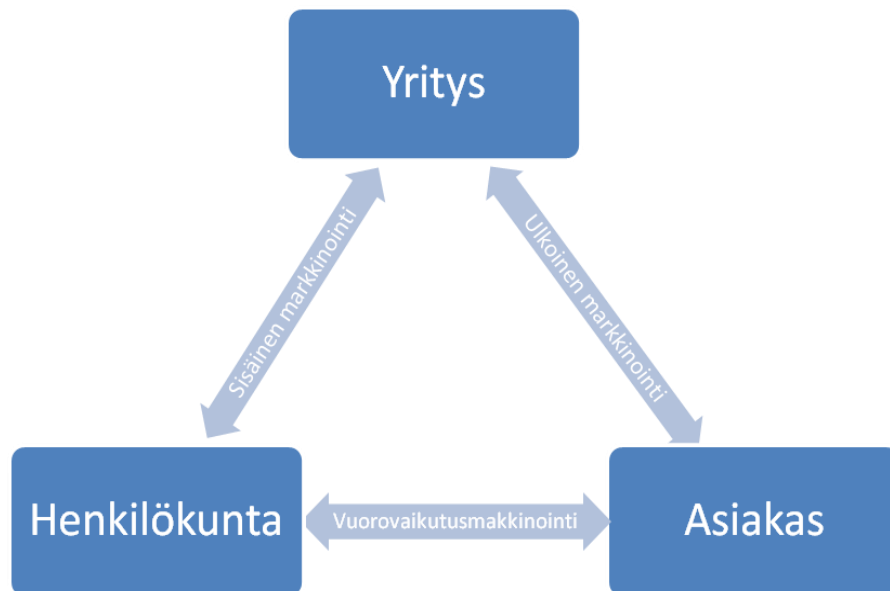 Yritys
Sisäinen markkinointi
Ulkoinen markkinointi
Henkilökunta
Vuorovaikutusmakkinointi
Asiakas